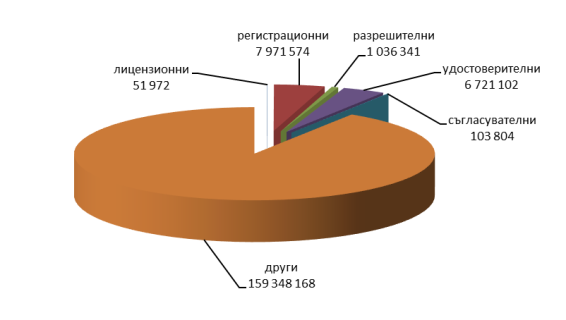 регистрационни
7 971 574
разрешителни
1 036 341
лицензионни
51 972
удостоверителни
6 721 102
съгласувателни
103 804
други
159 348 168